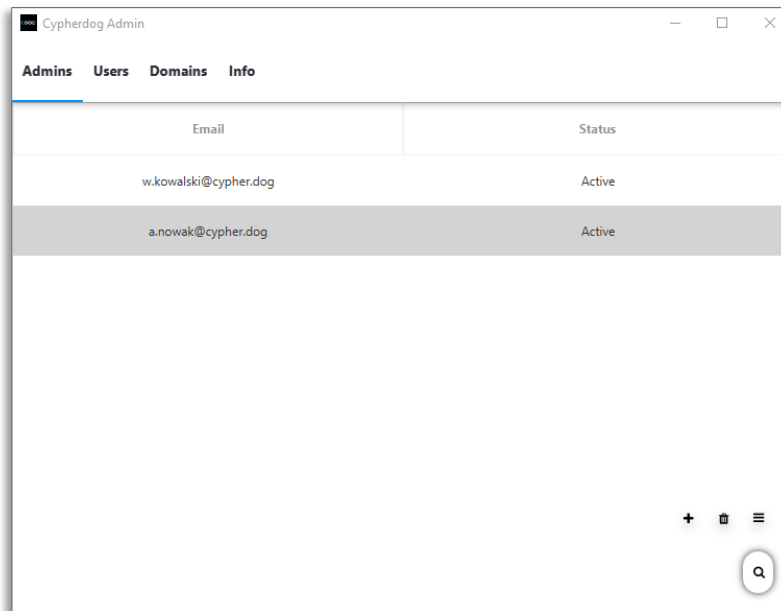 Cypherdog Admin
Admins Users Domains Info
Email Status
w.kowalski@cypher.dog Active
a.nowak@cypher.dog Active